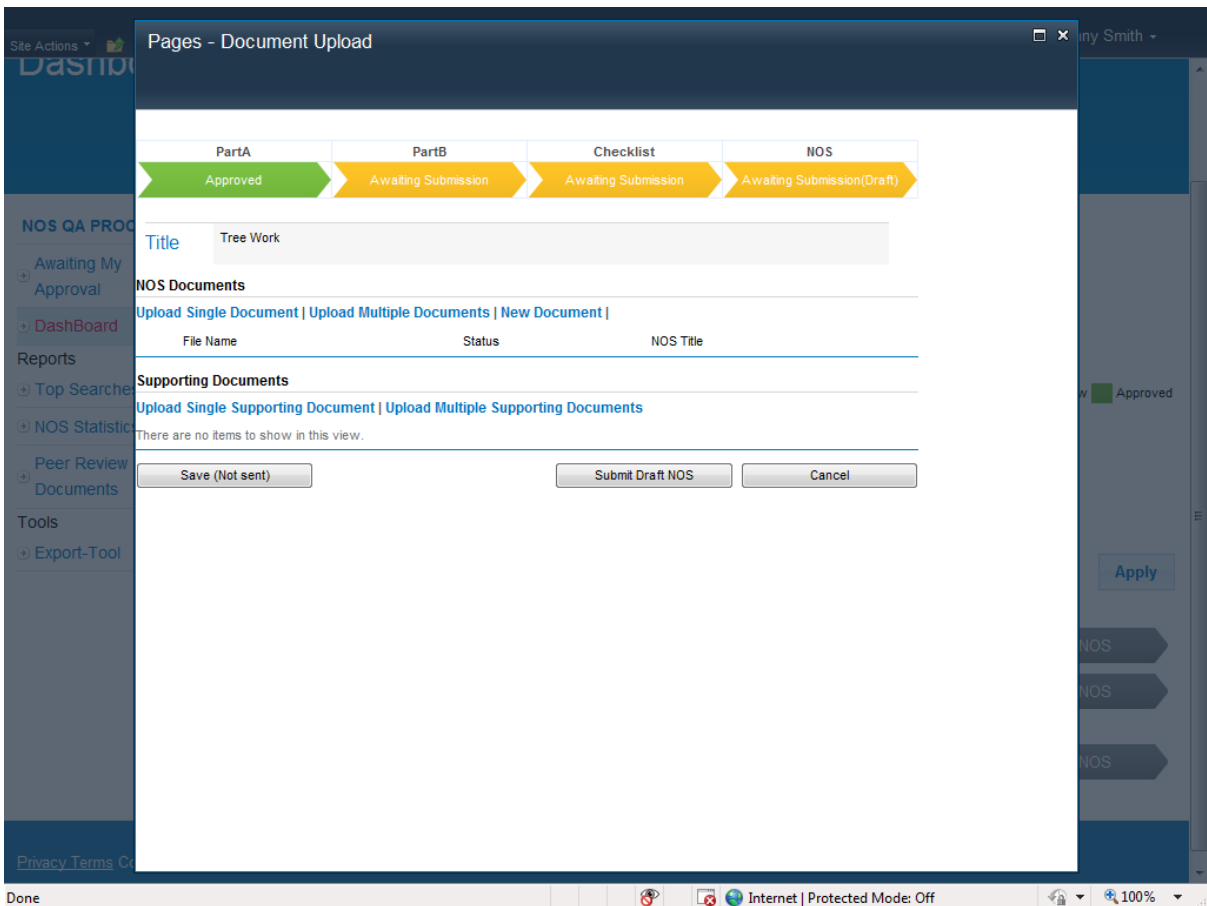 Site Actions
Pages - Document Upload
ny Smith
Dashbo
PartA PartB Checklist NOS
Approved Awaiting Submission Awaiting Submission Awaiting Submission(Draft)
NOS QA PROC
Title Tree Work
Awaiting My
Approval
NOS Documents
Upload Single Document | Upload Multiple Documents | New Document |
DashBoard
File Name Status NOS Title
Reports
Supporting Documents
Top Searche
w Approved
Upload Single Supporting Document | Upload Multiple Supporting Documents
NOS Statistic
There are no items to show in this view.
Peer Review
Documents
Save (Not sent) Submit Draft NOS Cancel
Tools
Export-Tool
Apply
NOS
NOS
NOS
Privacy Terms Co
Done Internet | Protected Mode: Off 100%